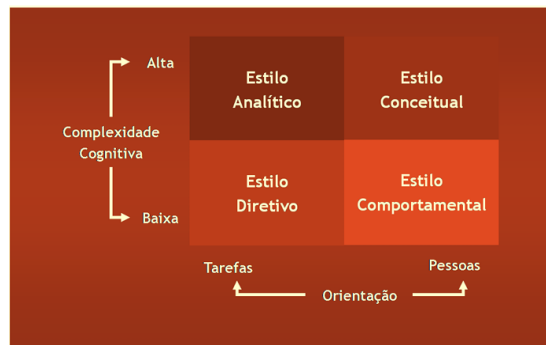 Alta
Estilo
Analítico
Estilo
Conceitual
Complexidade
Cognitiva
Estilo
Diretivo
Estilo
Comportamental
Baixa
Tarefas
Pessoas
Orientação